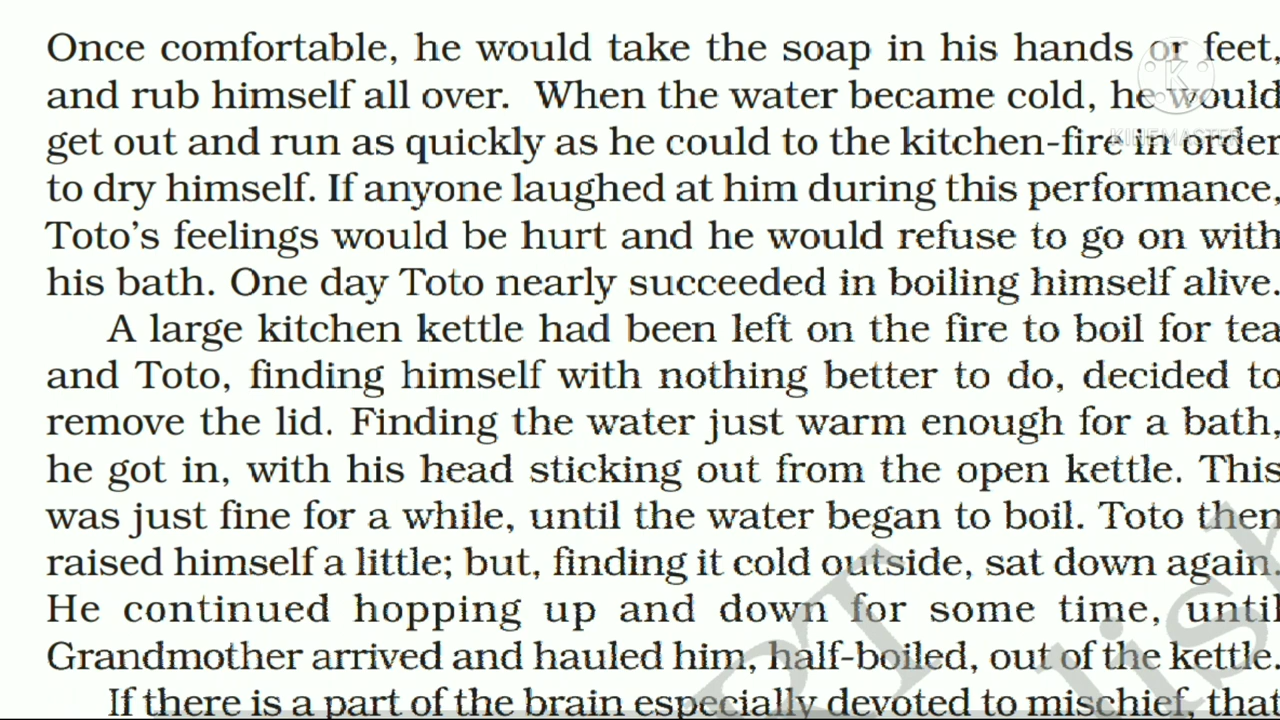 Once comfortable, he would take the soap in his hands or feet,
and rub himself all over. When the water became cold, he would
get out and run as quickly as he could to the kitchen-fire in order
to dry himself. If anyone laughed at him during this performance,
Toto's feelings would be hurt and he would refuse to go on with
his bath. One day Toto nearly succeeded in boiling himself alive.
A large kitchen kettle had been left on the fire to boil for tea
and Toto, finding himself with nothing better to do, decided to
remove the lid. Finding the water just warm enough for a bath,
he got in, with his head sticking out from the open kettle. This
was just fine for a while, until the water began to boil. Toto then
raised himself a little; but, finding it cold outside, sat down again.
He continued hopping up and down for some time, until
Grandmother arrived and hauled him, half-boiled, out of the kettle.
If there is a part of the brain especially devoted to mischief, that
K
KINEMASTER